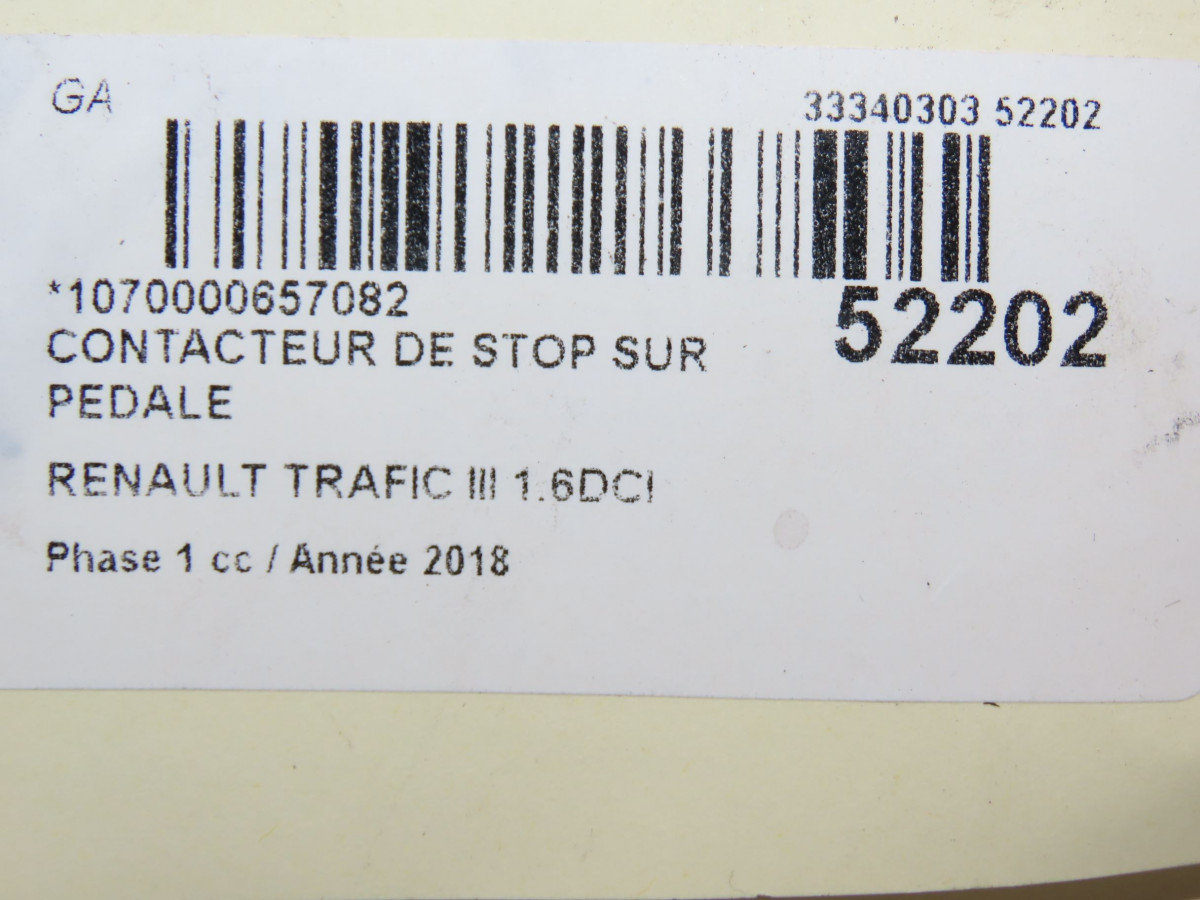 GA
33340303 52202
*1070000657082
52202
CONTACTEUR DE STOP SUR
PEDALE
RENAULT TRAFIC III 1.6DCI
Phase 1 cc / Année 2018